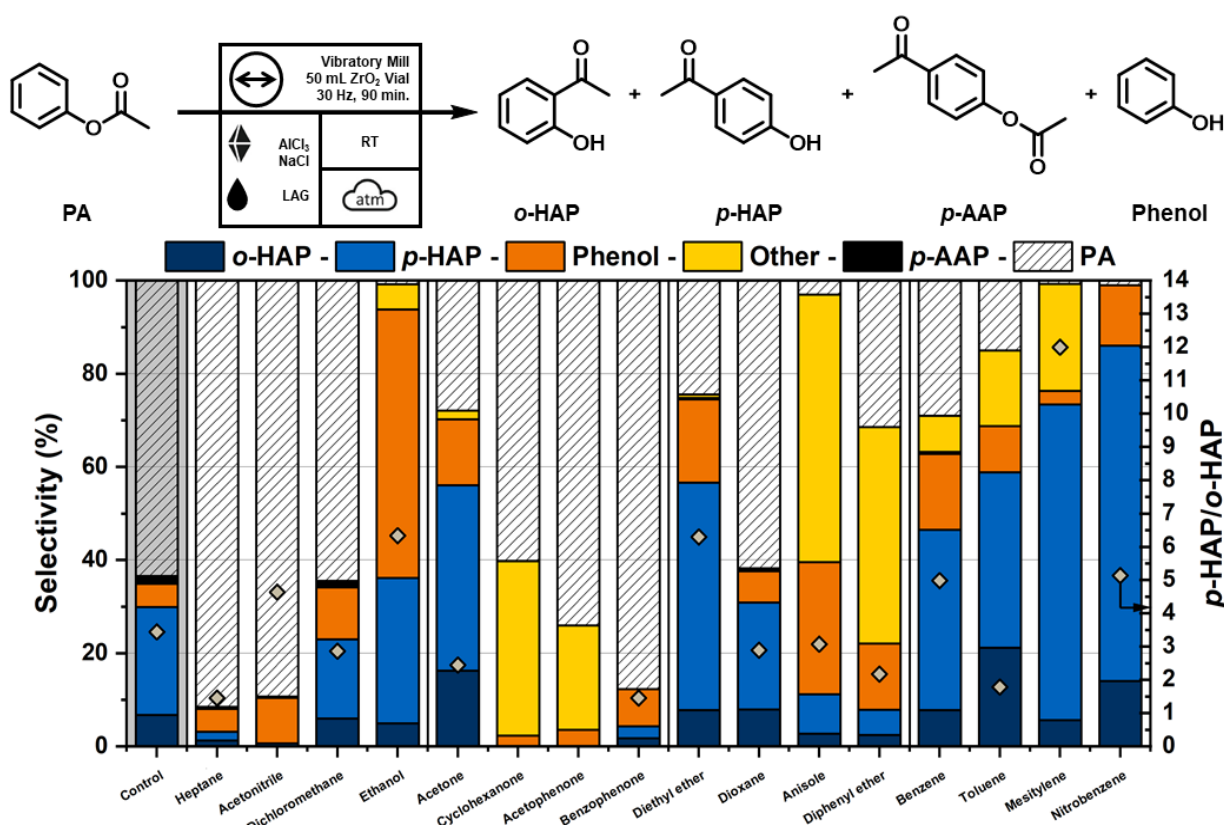 O
O
Vibratory Mill
50 mL ZrO₂ Vial
30 Hz, 90 min.
AlCl₃
NaCl
RT
LAG
atm
O
OH
+
O
OH
+
O
O
O
+
OH
PA
o-HAP
p-HAP
p-AAP
Phenol
o-HAP - p-HAP - Phenol - Other - p-AAP - PA
Selectivity (%)
100
80
60
40
20
0
14
13
12
11
10
9
8
7
6
5
4
3
2
1
0
p-HAP/o-HAP
Control
Heptane
Acetonitrile
Dichloromethane
Ethanol
Acetone
Cyclohexanone
Acetophenone
Benzophenone
Diethyl ether
Dioxane
Anisole
Diphenyl ether
Benzene
Toluene
Mesitylene
Nitrobenzene